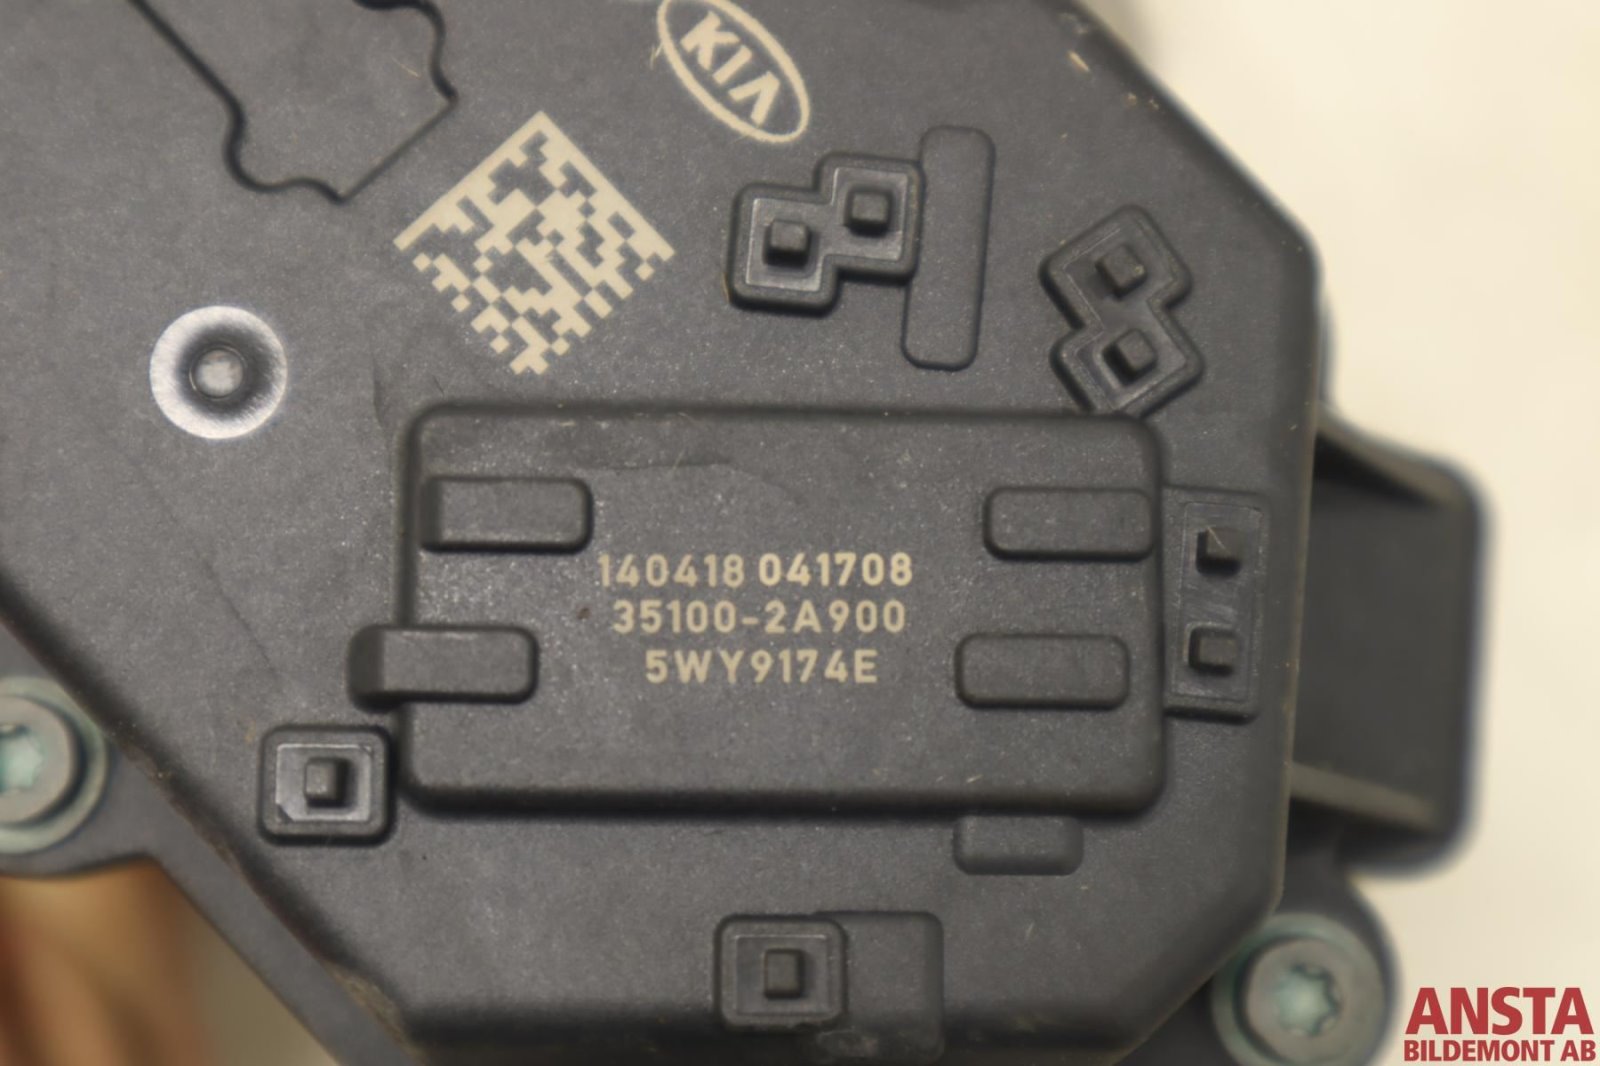 KIA
140418 041708
35100-2A900
5WY9174E
ANSTA
BILDEMONT AB